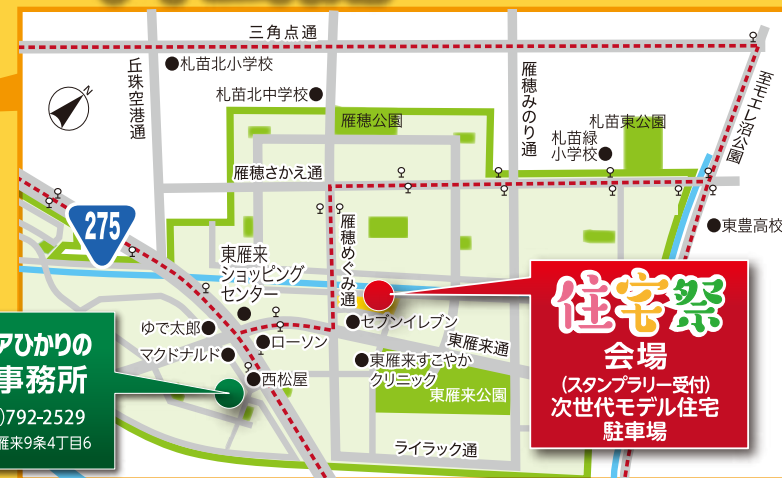 三角点通
丘珠空港通
札苗北小学校
札苗北中学校
雁穂公園
雁穂みのり通
札苗東公園
札苗緑
小学校
至モエレ沼公園
N
雁穂さかえ通
275
雁穂めぐみ通
東豊高校
東雁来
ショッピング
センター
住宅祭
会場
(スタンプラリー受付)
次世代モデル住宅
駐車場
セブンイレブン
ゆで太郎
ローソン
東雁来通
マクドナルド
東雁来すこやか
クリニック
西松屋
東雁来公園
ライラック通
アひかりの
事務所
)792-2529
雁来9条4丁目6